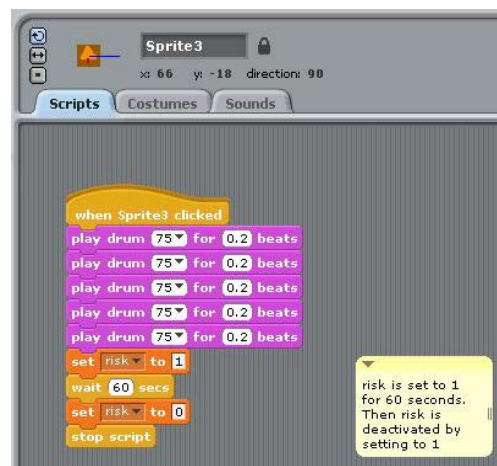 Sprite3
x: 66 y: -18 direction: 90
Scripts Costumes Sounds
when Sprite3 clicked
play drum 75 for 0.2 beats
play drum 75 for 0.2 beats
play drum 75 for 0.2 beats
play drum 75 for 0.2 beats
play drum 75 for 0.2 beats
set risk to 1
wait 60 secs
set risk to 0
stop script
risk is set to 1
for 60 seconds.
Then risk is
deactivated by
setting to 1